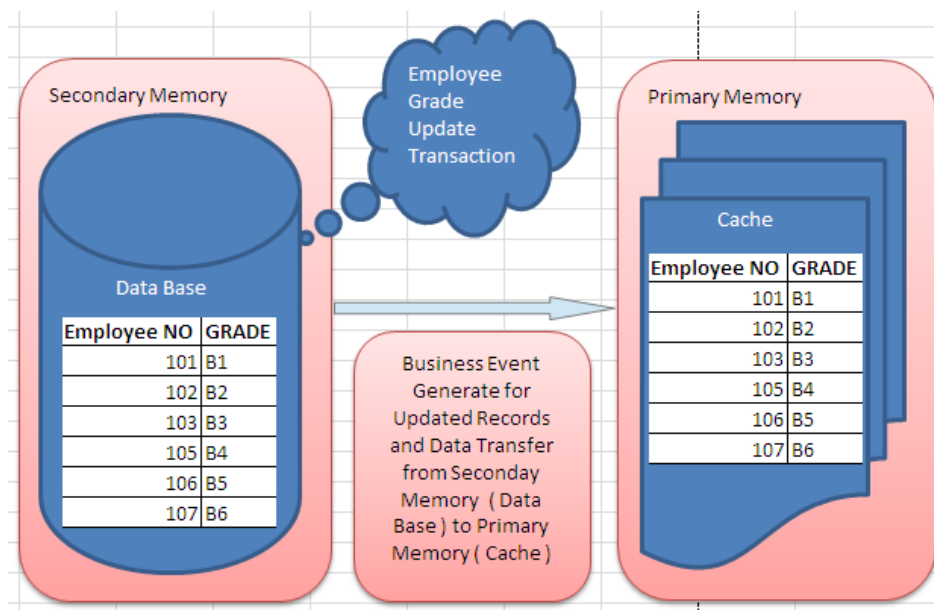 Secondary Memory
Employee
Grade
Update
Transaction
Primary Memory
Data Base
Employee NO GRADE
101 B1
102 B2
103 B3
105 B4
106 B5
107 B6
Business Event
Generate for
Updated Records
and Data Transfer
from Seconday
Memory ( Data
Base ) to Primary
Memory ( Cache )
Cache
Employee NO GRADE
101 B1
102 B2
103 B3
105 B4
106 B5
107 B6